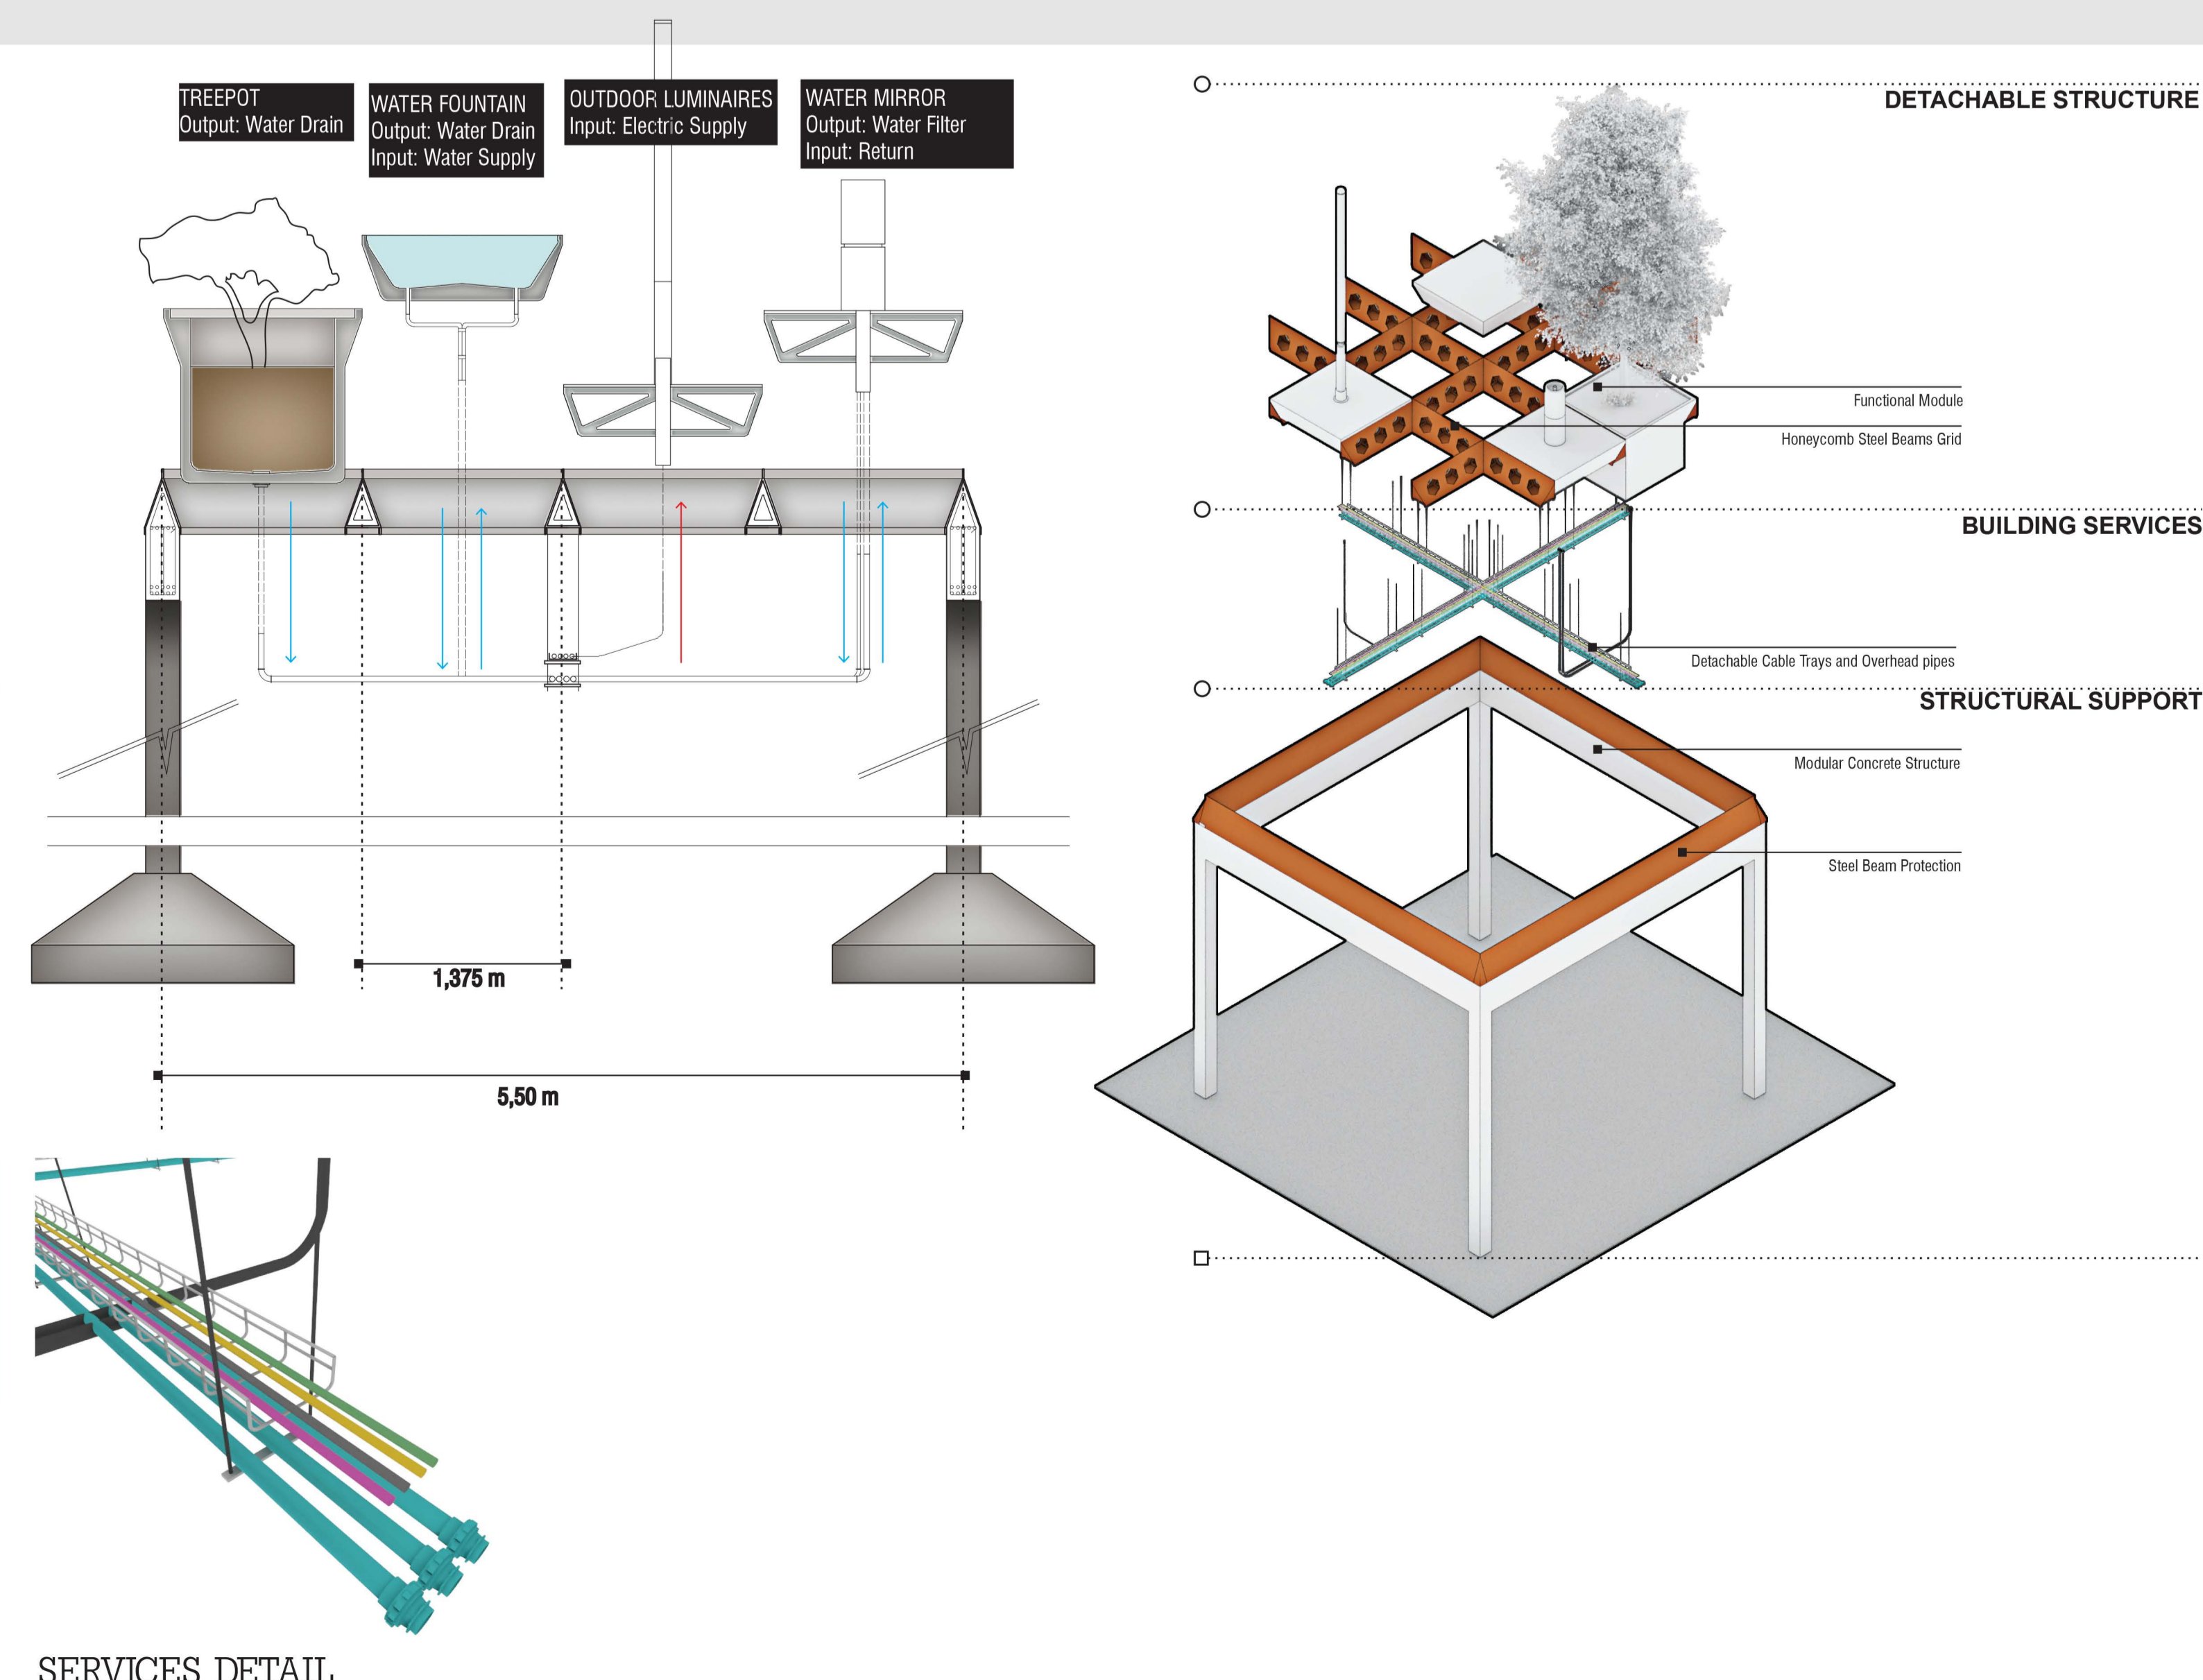 TREEPOT
Output: Water Drain
WATER FOUNTAIN
Output: Water Drain
Input: Water Supply
OUTDOOR LUMINAIRES
Input: Electric Supply
WATER MIRROR
Output: Water Filter
Input: Return
1,375 m
5,50 m
DETACHABLE STRUCTURE
Functional Module
Honeycomb Steel Beams Grid
BUILDING SERVICES
Detachable Cable Trays and Overhead pipes
STRUCTURAL SUPPORT
Modular Concrete Structure
Steel Beam Protection
SERVICES DETAIL